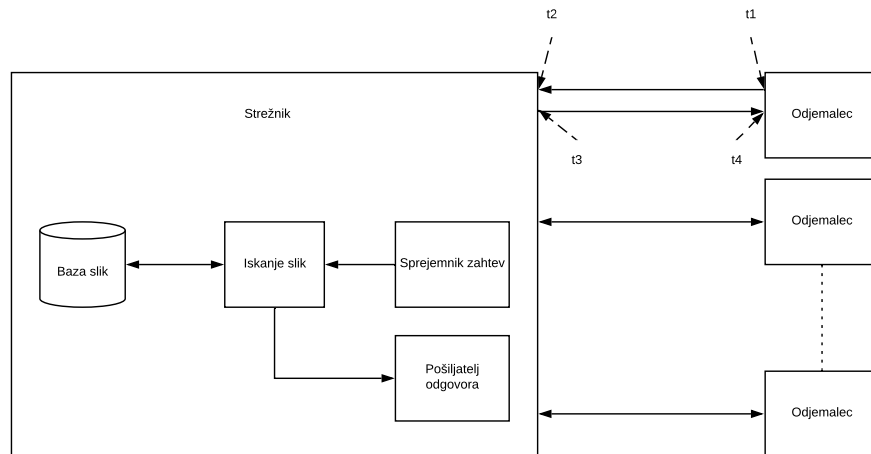 t2
t1
Strežnik
Odjemalec
t3
t4
Odjemalec
Baza slik
Iskanje slik
Sprejemnik zahtev
Pošiljatelj
odgovora
Odjemalec